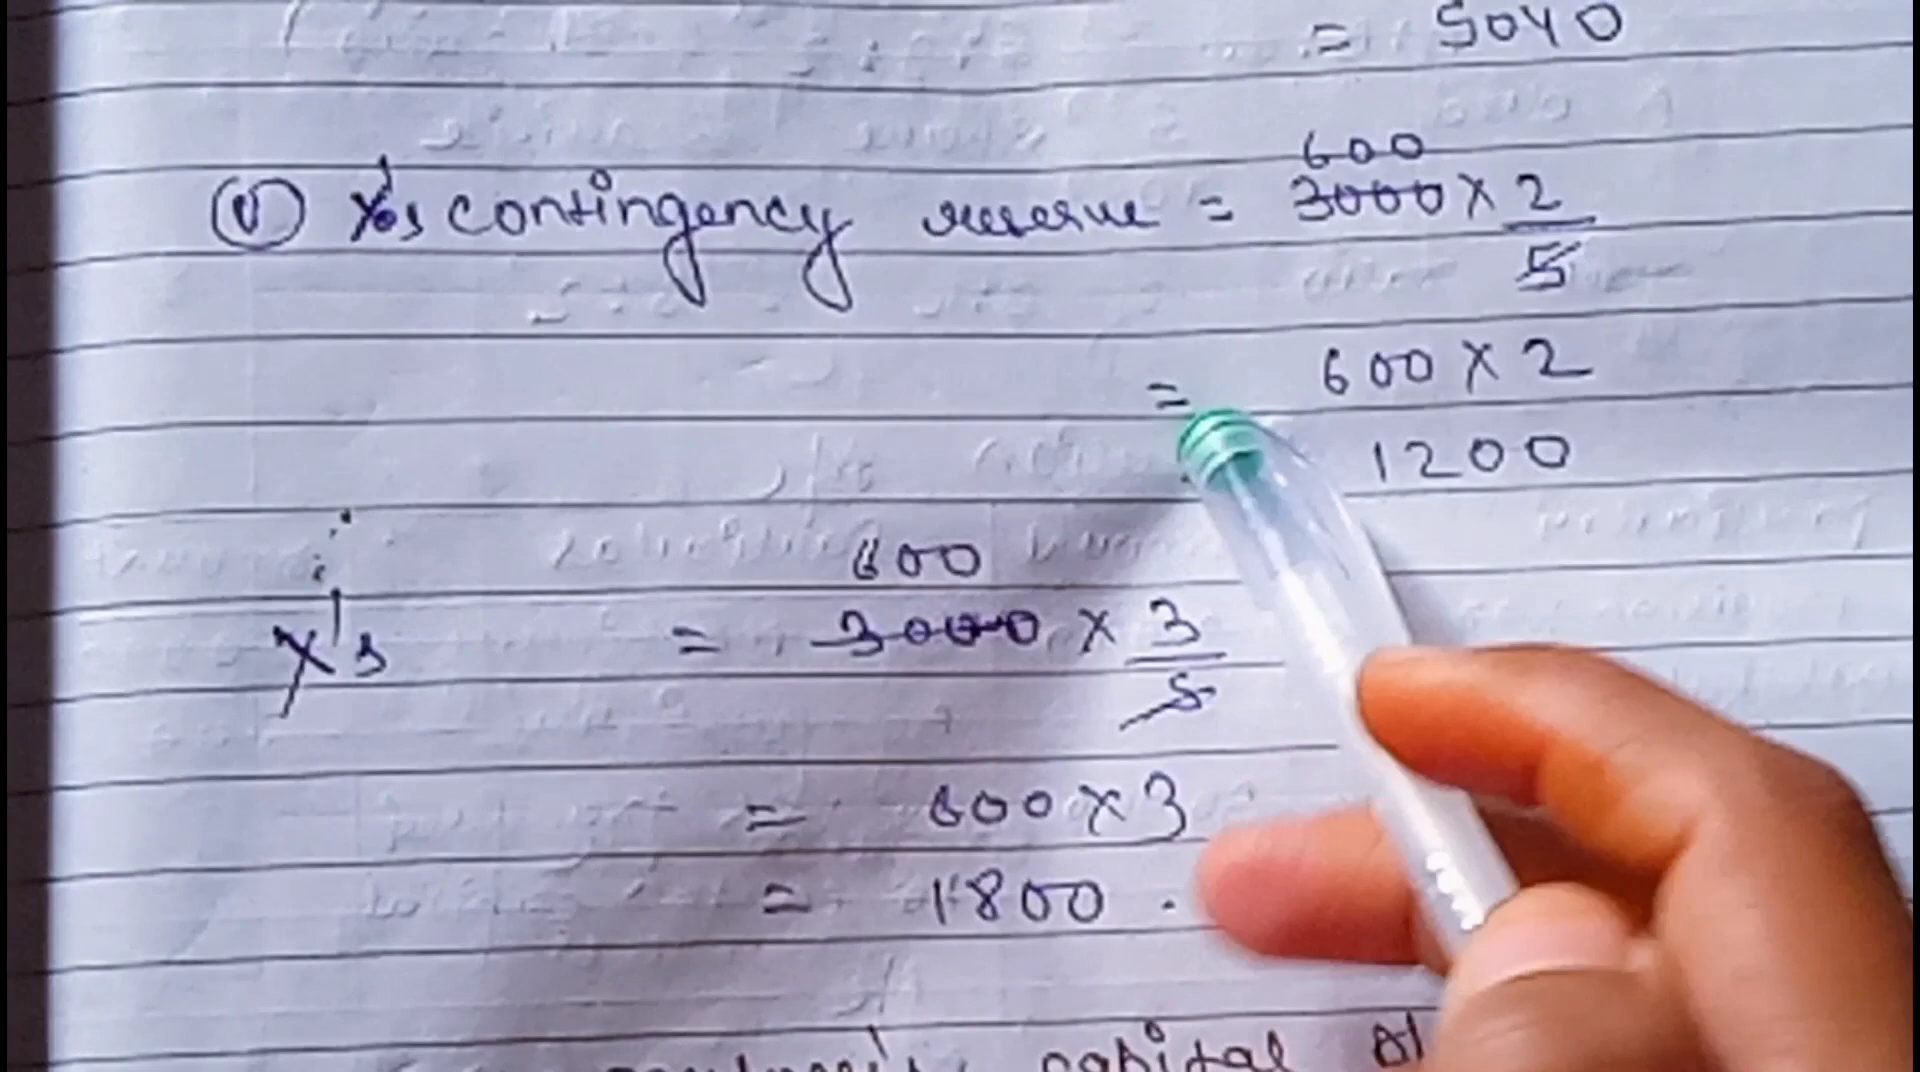 = 5040
(v) X's contingency reserve = 3000 × 2/5
600
= 600 × 2
1200
600
X's = 3000 × 3/5
= 600 × 3
= 1800.
capital